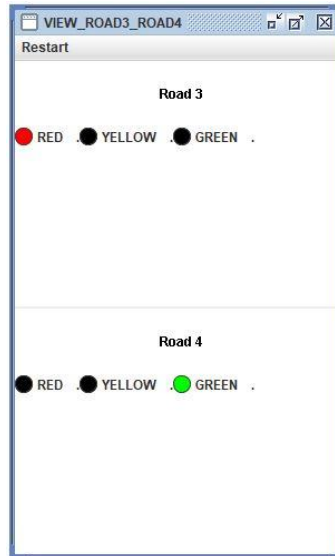 VIEW_ROAD3_ROAD4
Restart
Road 3
RED . YELLOW . GREEN .
Road 4
RED . YELLOW . GREEN .